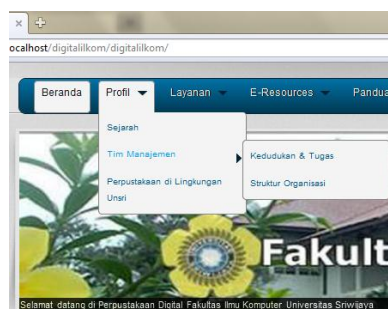 ocalhost/digitalilkom/digitalilkom/
Beranda Profil Layanan E-Resources Pandua
Sejarah
Tim Manajemen
Kedudukan & Tugas
Perpustakaan di Lingkungan
Unsri
Struktur Organisasi
Fakult
Selamat datang di Perpustakaan Digital Fakultas Ilmu Komputer Universitas Sriwijaya